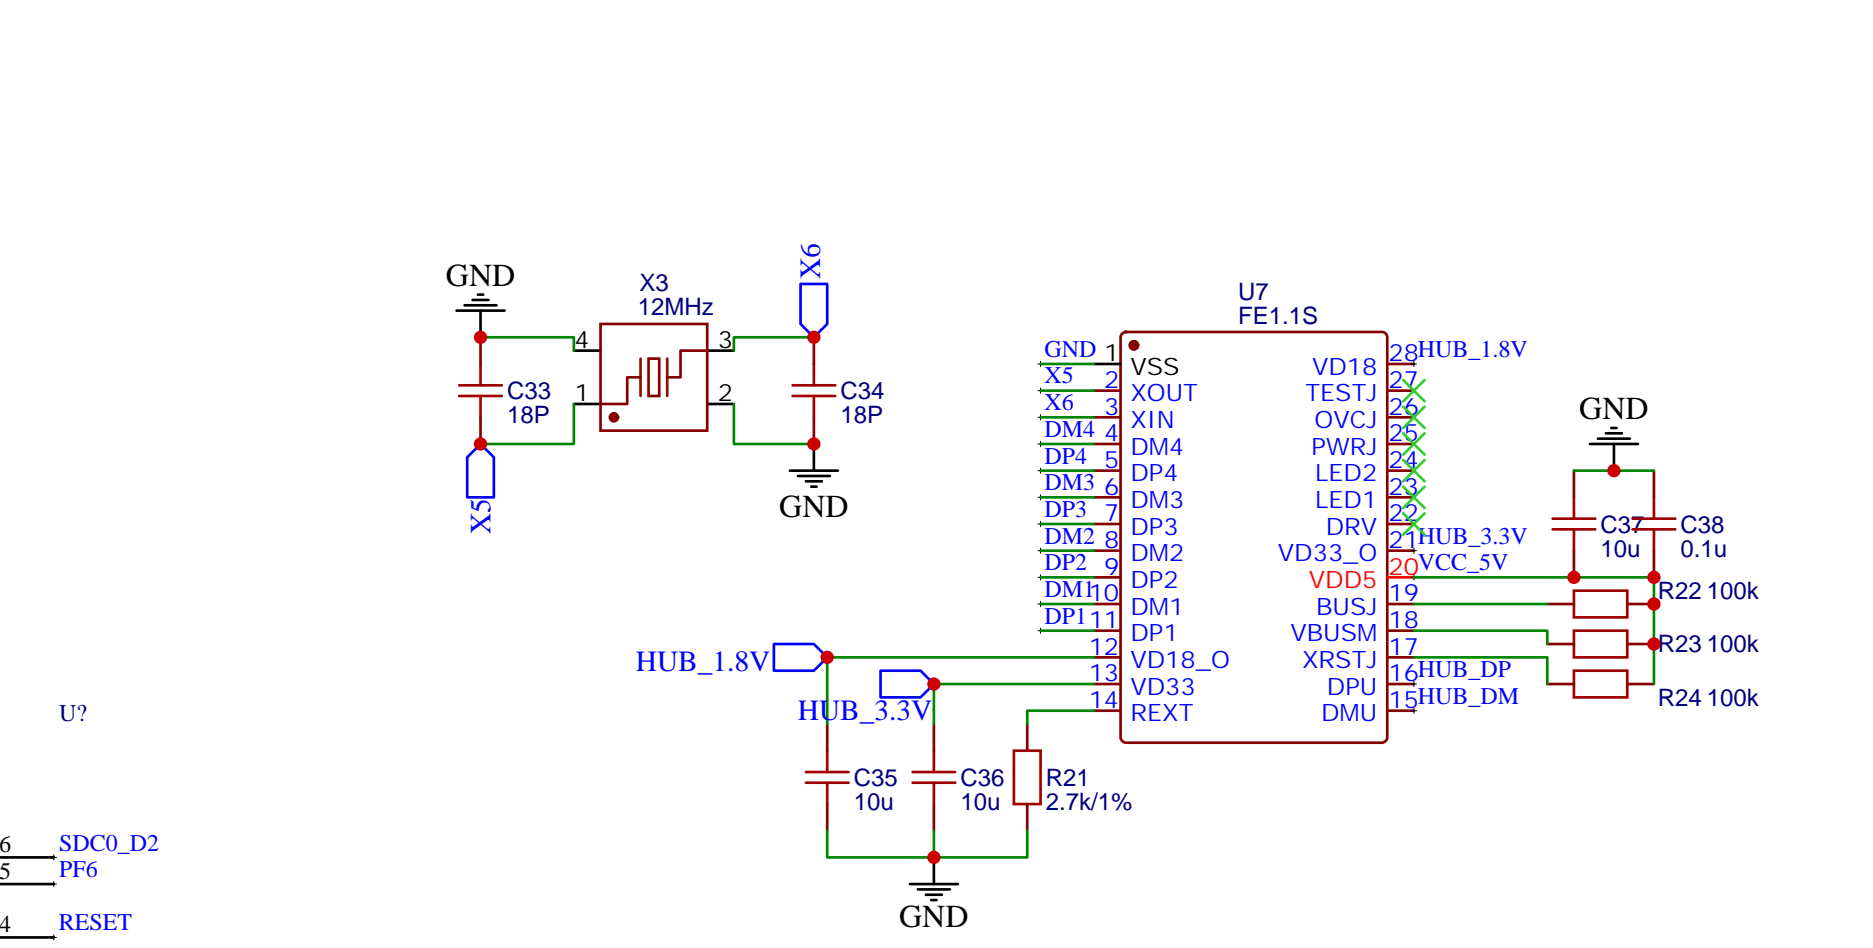 GND
X3
12MHz
X6
4
3
1
2
C33
18P
C34
18P
X5
GND
U7
FE1.1S
GND 1 VSS
X5 2 XOUT
X6 3 XIN
DM4 4 DM4
DP4 5 DP4
DM3 6 DM3
DP3 7 DP3
DM2 8 DM2
DP2 9 DP2
DM1 10 DM1
DP1 11 DP1
12 VD18_O
13 VD33
14 REXT
VD18 28 HUB_1.8V
TESTJ 27
OVCJ 26
PWRJ 25
LED2 24
LED1 23
DRV 22
VD33_O 21 HUB_3.3V
VDD5 20 VCC_5V
BUSJ 19
VBUSM 18
XRSTJ 17
DPU 16 HUB_DP
DMU 15 HUB_DM
GND
C37
10u
C38
0.1u
R22 100k
R23 100k
R24 100k
HUB_1.8V
HUB_3.3V
C35
10u
C36
10u
R21
2.7k/1%
GND
U?
6 SDC0_D2
5 PF6
4 RESET